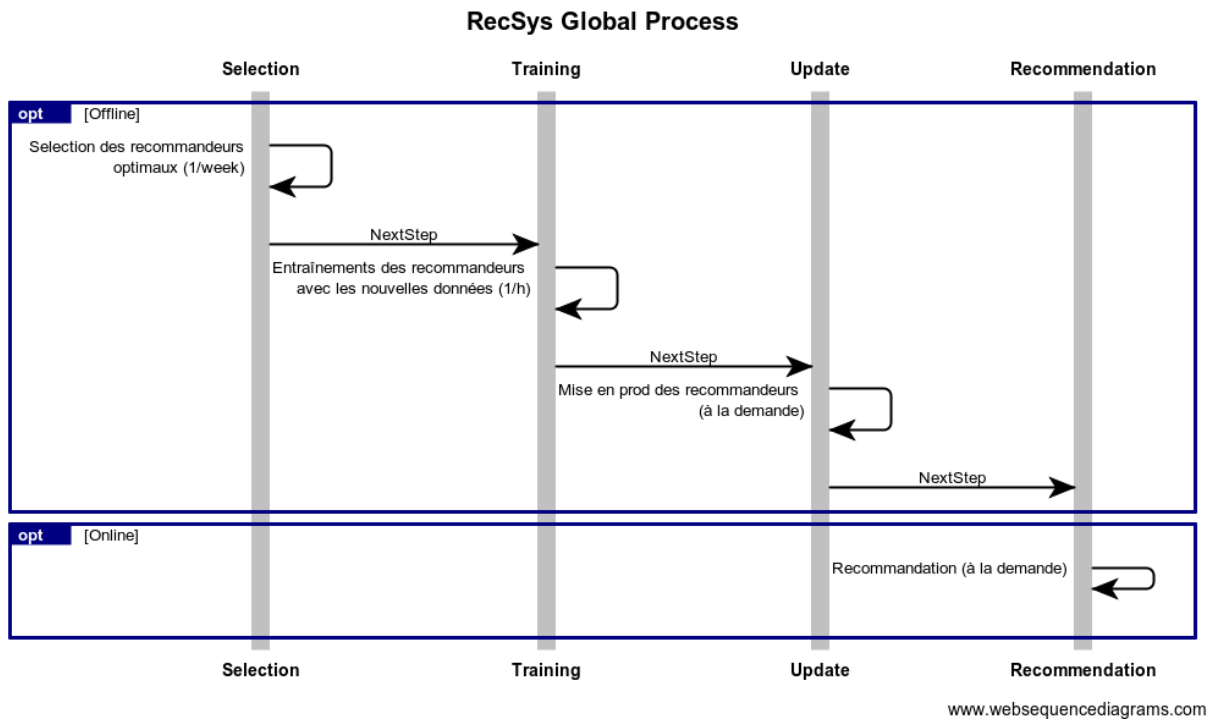 RecSys Global Process
Selection
Training
Update
Recommendation
opt
[Offline]
Selection des recommandeurs
optimaux (1/week)
NextStep
Entraînements des recommandeurs
avec les nouvelles données (1/h)
NextStep
Mise en prod des recommandeurs
(à la demande)
NextStep
opt
[Online]
Recommandation (à la demande)
Selection
Training
Update
Recommendation
www.websequencediagrams.com